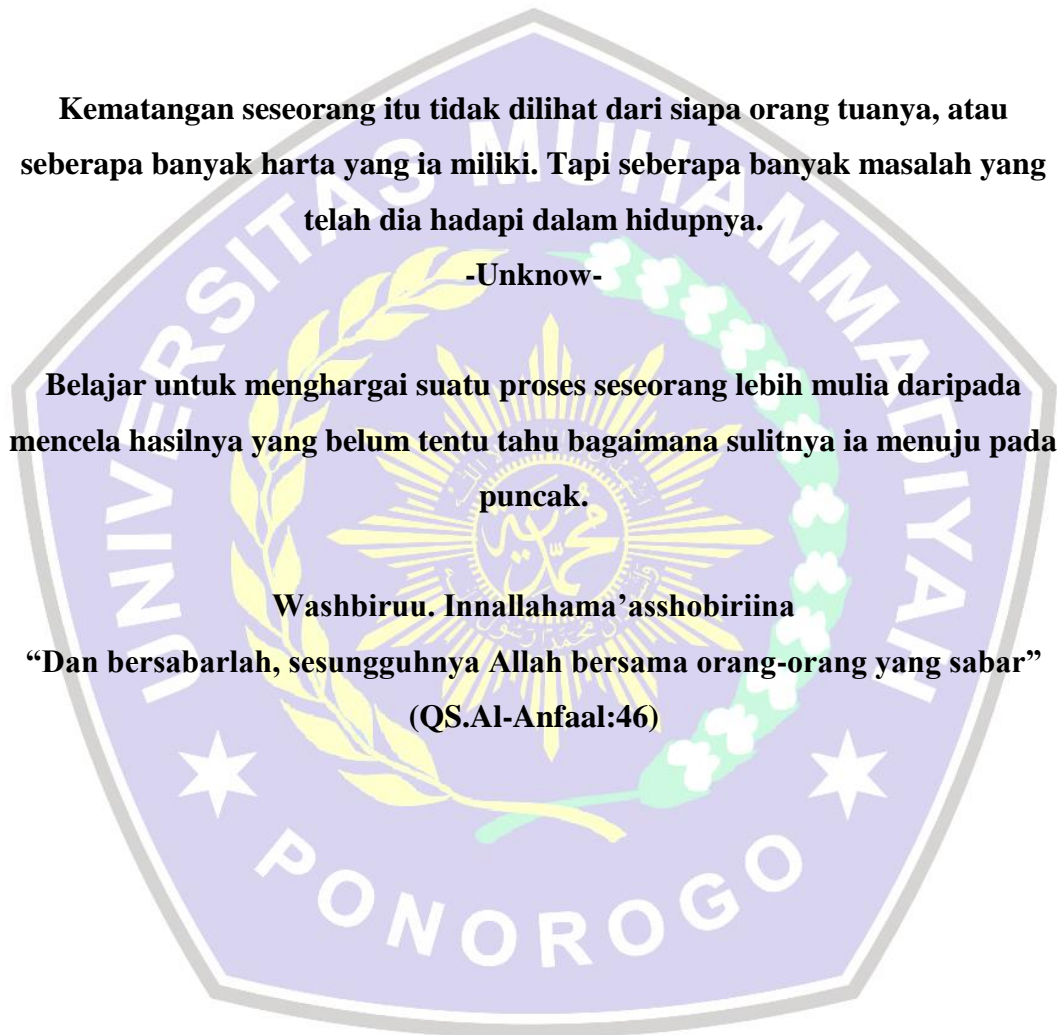 Kematangan seseorang itu tidak dilihat dari siapa orang tuanya, atau
seberapa banyak harta yang ia miliki. Tapi seberapa banyak masalah yang
telah dia hadapi dalam hidupnya.
-Unknow-
Belajar untuk menghargai suatu proses seseorang lebih mulia daripada
mencela hasilnya yang belum tentu tahu bagaimana sulitnya ia menuju pada
puncak.
Washbiruu. Innallahama’asshobiriina
“Dan bersabarlah, sesungguhnya Allah bersama orang-orang yang sabar”
(QS.Al-Anfaal:46)
UNIVERSITAS MUHAMMADIYAH
PONOROGO
محمدية